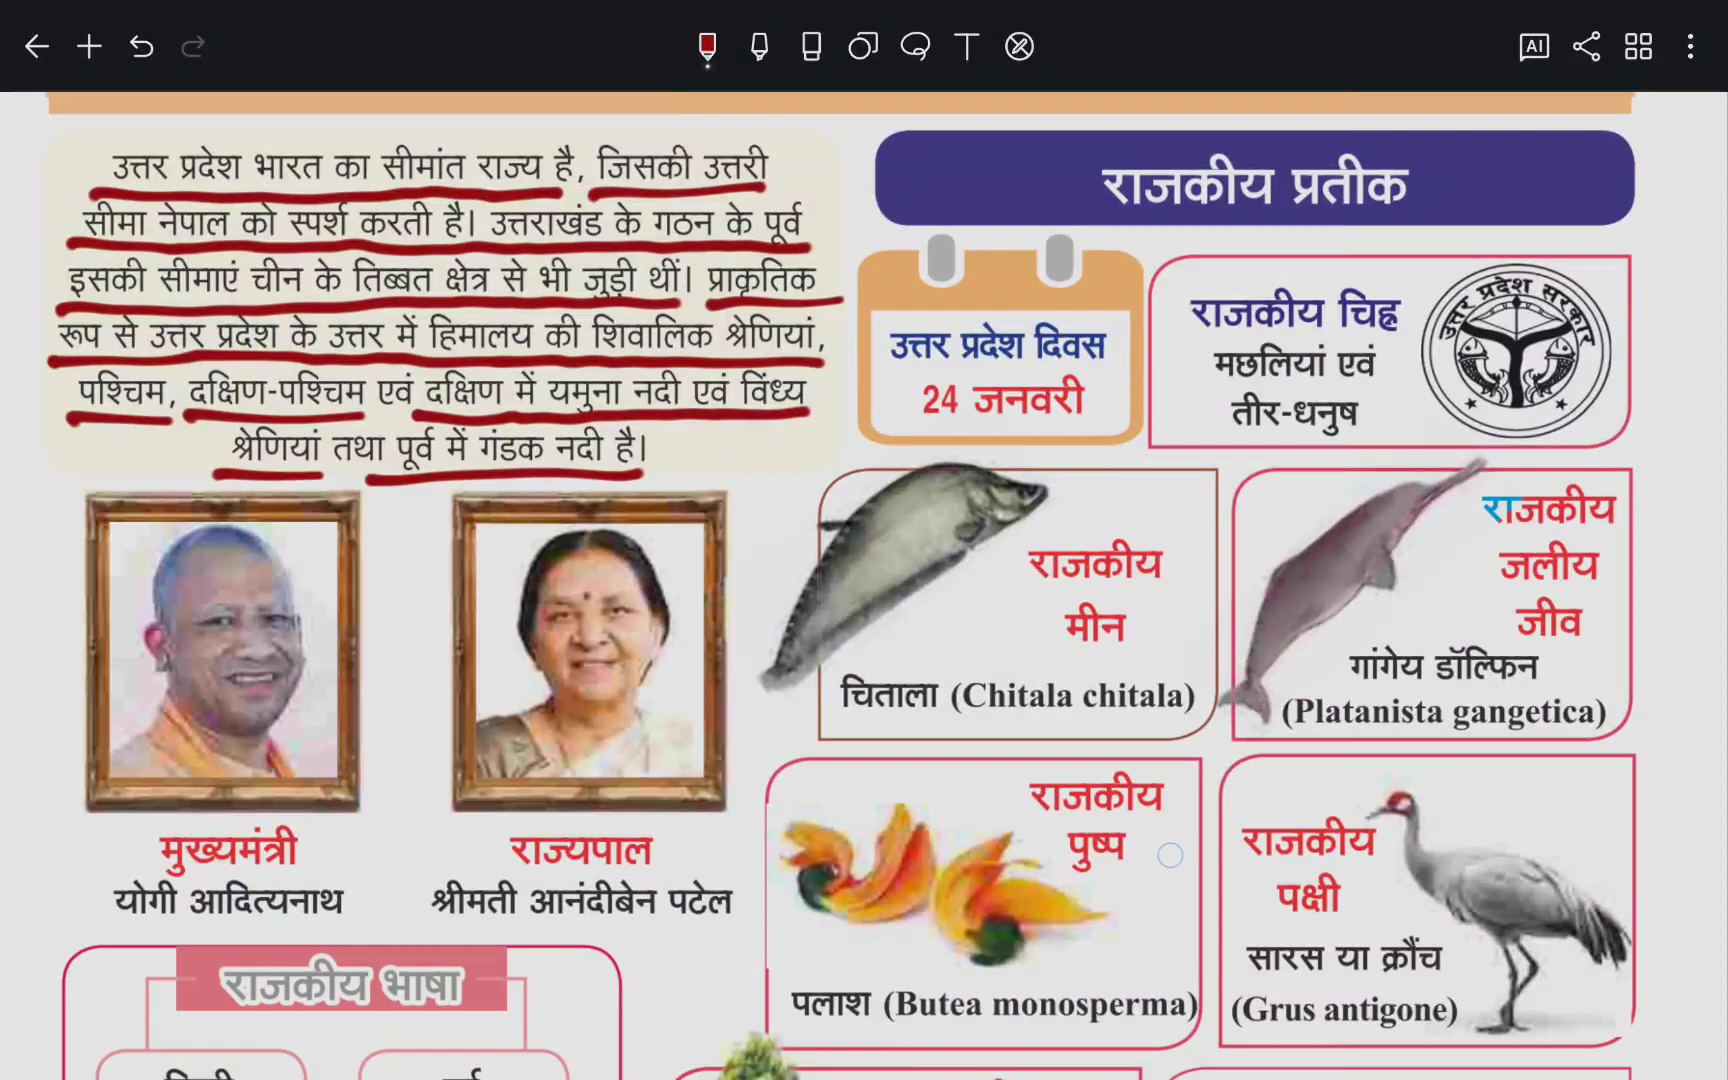 उत्तर प्रदेश भारत का सीमांत राज्य है, जिसकी उत्तरी
सीमा नेपाल को स्पर्श करती है। उत्तराखंड के गठन के पूर्व
इसकी सीमाएं चीन के तिब्बत क्षेत्र से भी जुड़ी थीं। प्राकृतिक
रूप से उत्तर प्रदेश के उत्तर में हिमालय की शिवालिक श्रेणियां,
पश्चिम, दक्षिण-पश्चिम एवं दक्षिण में यमुना नदी एवं विंध्य
श्रेणियां तथा पूर्व में गंडक नदी है।
मुख्यमंत्री
योगी आदित्यनाथ
राज्यपाल
श्रीमती आनंदीबेन पटेल
राजकीय भाषा
राजकीय प्रतीक
उत्तर प्रदेश दिवस
24 जनवरी
राजकीय चिह्न
मछलियां एवं
तीर-धनुष
उत्तर प्रदेश सरकार
राजकीय
मीन
चिताला (Chitala chitala)
राजकीय
जलीय
जीव
गांगेय डॉल्फिन
(Platanista gangetica)
राजकीय
पुष्प
पलाश (Butea monosperma)
राजकीय
पक्षी
सारस या क्रौंच
(Grus antigone)
T
AI